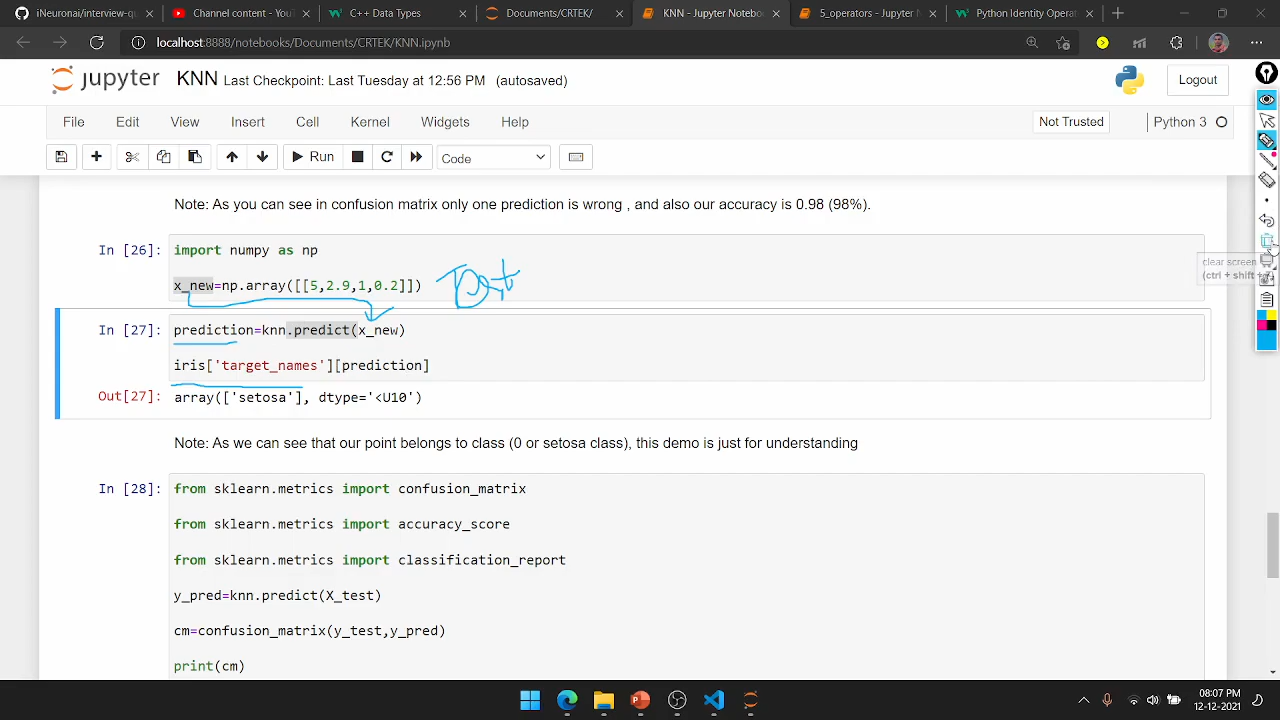 iNeuronai/interview-qu
Channel content - YouT
C++ Data Types
Documents/CRTEK/
KNN - Jupyter Noteboo
5_operators - Jupyter N
Python Identity Operat
localhost:8888/notebooks/Documents/CRTEK/KNN.ipynb
jupyter KNN Last Checkpoint: Last Tuesday at 12:56 PM (autosaved)
Logout
File Edit View Insert Cell Kernel Widgets Help
Not Trusted
Python 3
Run
Code
Note: As you can see in confusion matrix only one prediction is wrong , and also our accuracy is 0.98 (98%).
In [26]: import numpy as np
x_new=np.array([[5,2.9,1,0.2]])
clear screen
(ctrl + shift +
In [27]: prediction=knn.predict(x_new)
iris['target_names'][prediction]
Out[27]: array(['setosa'], dtype='<U10')
Note: As we can see that our point belongs to class (0 or setosa class), this demo is just for understanding
In [28]: from sklearn.metrics import confusion_matrix
from sklearn.metrics import accuracy_score
from sklearn.metrics import classification_report
y_pred=knn.predict(X_test)
cm=confusion_matrix(y_test,y_pred)
print(cm)
08:07 PM
12-12-2021